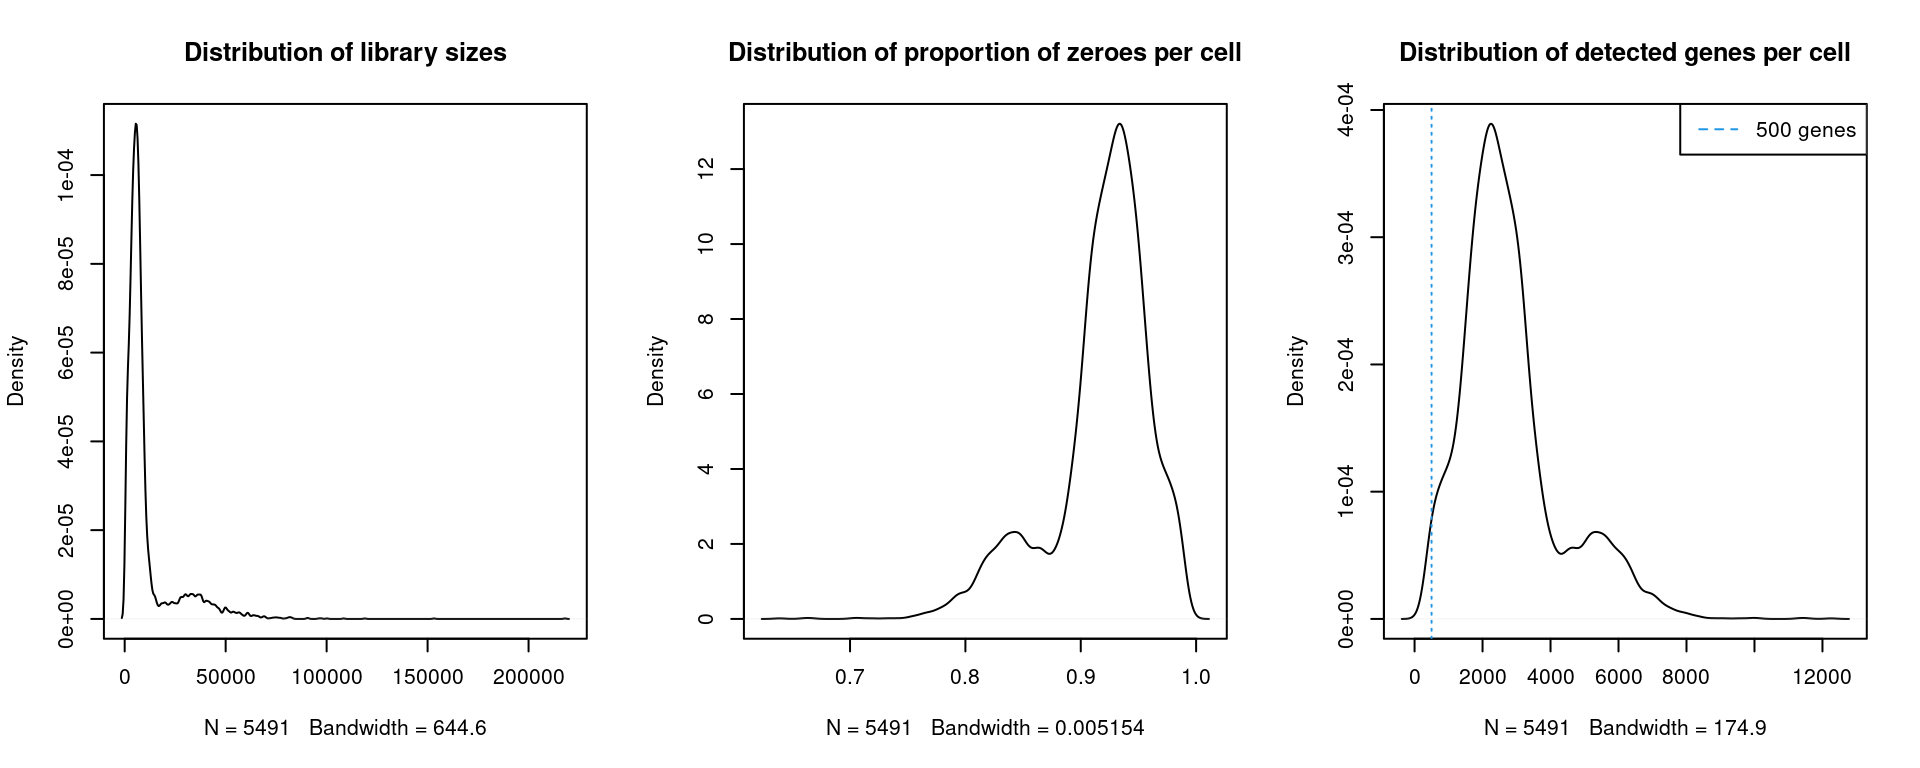 Distribution of library sizes
Density
0e+00 2e-05 4e-05 6e-05 8e-05 1e-04
0 50000 100000 150000 200000
N = 5491 Bandwidth = 644.6
Distribution of proportion of zeroes per cell
Density
0 2 4 6 8 10 12
0.7 0.8 0.9 1.0
N = 5491 Bandwidth = 0.005154
Distribution of detected genes per cell
500 genes
Density
0e+00 1e-04 2e-04 3e-04 4e-04
0 2000 4000 6000 8000 12000
N = 5491 Bandwidth = 174.9